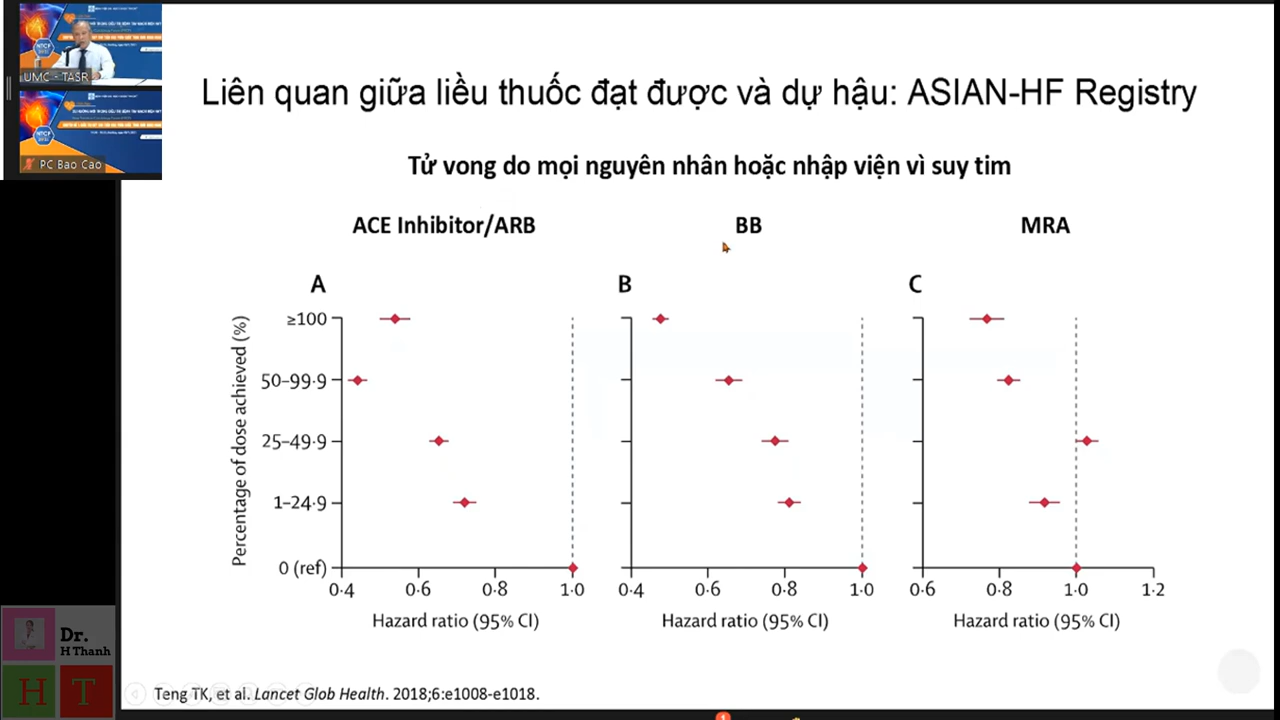 UMC - TASR
PC Bao Cao
Liên quan giữa liều thuốc đạt được và dự hậu: ASIAN-HF Registry
Tử vong do mọi nguyên nhân hoặc nhập viện vì suy tim
ACE Inhibitor/ARB
BB
MRA
A
B
C
Percentage of dose achieved (%)
≥100
50–99·9
25–49·9
1–24·9
0 (ref)
0·4 0·6 0·8 1·0
0·4 0·6 0·8 1·0
0·6 0·8 1·0 1·2
Hazard ratio (95% CI)
Hazard ratio (95% CI)
Hazard ratio (95% CI)
Dr.
H Thanh
H T
Teng TK, et al. Lancet Glob Health. 2018;6:e1008-e1018.